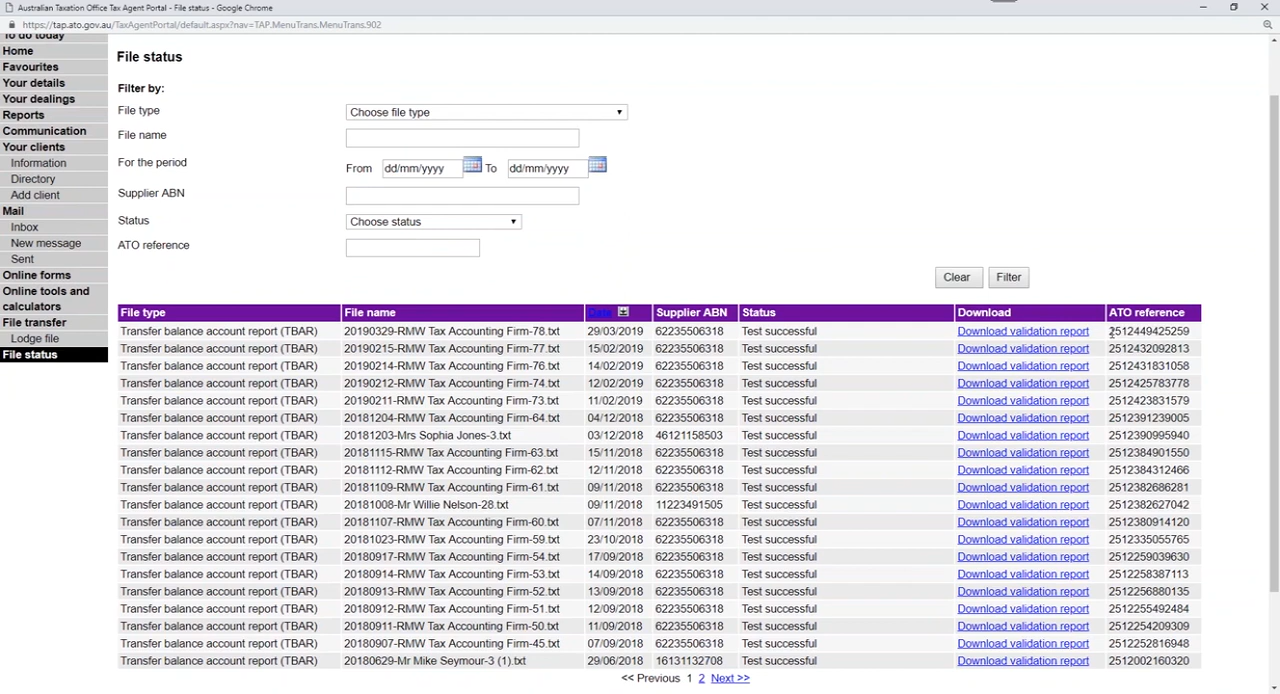 Australian Taxation Office Tax Agent Portal - File status - Google Chrome
https://tap.ato.gov.au/TaxAgentPortal/default.aspx?nav=TAP.MenuTrans.MenuTrans.902
To do today
Home
Favourites
Your details
Your dealings
Reports
Communication
Your clients
Information
Directory
Add client
Mail
Inbox
New message
Sent
Online forms
Online tools and
calculators
File transfer
Lodge file
File status
File status
Filter by:
File type Choose file type
File name
For the period From dd/mm/yyyy To dd/mm/yyyy
Supplier ABN
Status Choose status
ATO reference
Clear Filter
File type File name Date Supplier ABN Status Download ATO reference
Transfer balance account report (TBAR) 20190329-RMW Tax Accounting Firm-78.txt 29/03/2019 62235506318 Test successful Download validation report 2512449425259
Transfer balance account report (TBAR) 20190215-RMW Tax Accounting Firm-77.txt 15/02/2019 62235506318 Test successful Download validation report 2512432092813
Transfer balance account report (TBAR) 20190214-RMW Tax Accounting Firm-76.txt 14/02/2019 62235506318 Test successful Download validation report 2512431831058
Transfer balance account report (TBAR) 20190212-RMW Tax Accounting Firm-74.txt 12/02/2019 62235506318 Test successful Download validation report 2512425783778
Transfer balance account report (TBAR) 20190211-RMW Tax Accounting Firm-73.txt 11/02/2019 62235506318 Test successful Download validation report 2512423831579
Transfer balance account report (TBAR) 20181204-RMW Tax Accounting Firm-64.txt 04/12/2018 62235506318 Test successful Download validation report 2512391239005
Transfer balance account report (TBAR) 20181203-Mrs Sophia Jones-3.txt 03/12/2018 46121158503 Test successful Download validation report 2512390995940
Transfer balance account report (TBAR) 20181115-RMW Tax Accounting Firm-63.txt 15/11/2018 62235506318 Test successful Download validation report 2512384901550
Transfer balance account report (TBAR) 20181112-RMW Tax Accounting Firm-62.txt 12/11/2018 62235506318 Test successful Download validation report 2512384312466
Transfer balance account report (TBAR) 20181109-RMW Tax Accounting Firm-61.txt 09/11/2018 62235506318 Test successful Download validation report 2512382686281
Transfer balance account report (TBAR) 20181008-Mr Willie Nelson-28.txt 09/11/2018 11223491505 Test successful Download validation report 2512382627042
Transfer balance account report (TBAR) 20181107-RMW Tax Accounting Firm-60.txt 07/11/2018 62235506318 Test successful Download validation report 2512380914120
Transfer balance account report (TBAR) 20181023-RMW Tax Accounting Firm-59.txt 23/10/2018 62235506318 Test successful Download validation report 2512335055765
Transfer balance account report (TBAR) 20180917-RMW Tax Accounting Firm-54.txt 17/09/2018 62235506318 Test successful Download validation report 2512259039630
Transfer balance account report (TBAR) 20180914-RMW Tax Accounting Firm-53.txt 14/09/2018 62235506318 Test successful Download validation report 2512258387113
Transfer balance account report (TBAR) 20180913-RMW Tax Accounting Firm-52.txt 13/09/2018 62235506318 Test successful Download validation report 2512256880135
Transfer balance account report (TBAR) 20180912-RMW Tax Accounting Firm-51.txt 12/09/2018 62235506318 Test successful Download validation report 2512255492484
Transfer balance account report (TBAR) 20180911-RMW Tax Accounting Firm-50.txt 11/09/2018 62235506318 Test successful Download validation report 2512254209309
Transfer balance account report (TBAR) 20180907-RMW Tax Accounting Firm-45.txt 07/09/2018 62235506318 Test successful Download validation report 2512252816948
Transfer balance account report (TBAR) 20180629-Mr Mike Seymour-3 (1).txt 29/06/2018 16131132708 Test successful Download validation report 2512002160320
<< Previous 1 2 Next >>